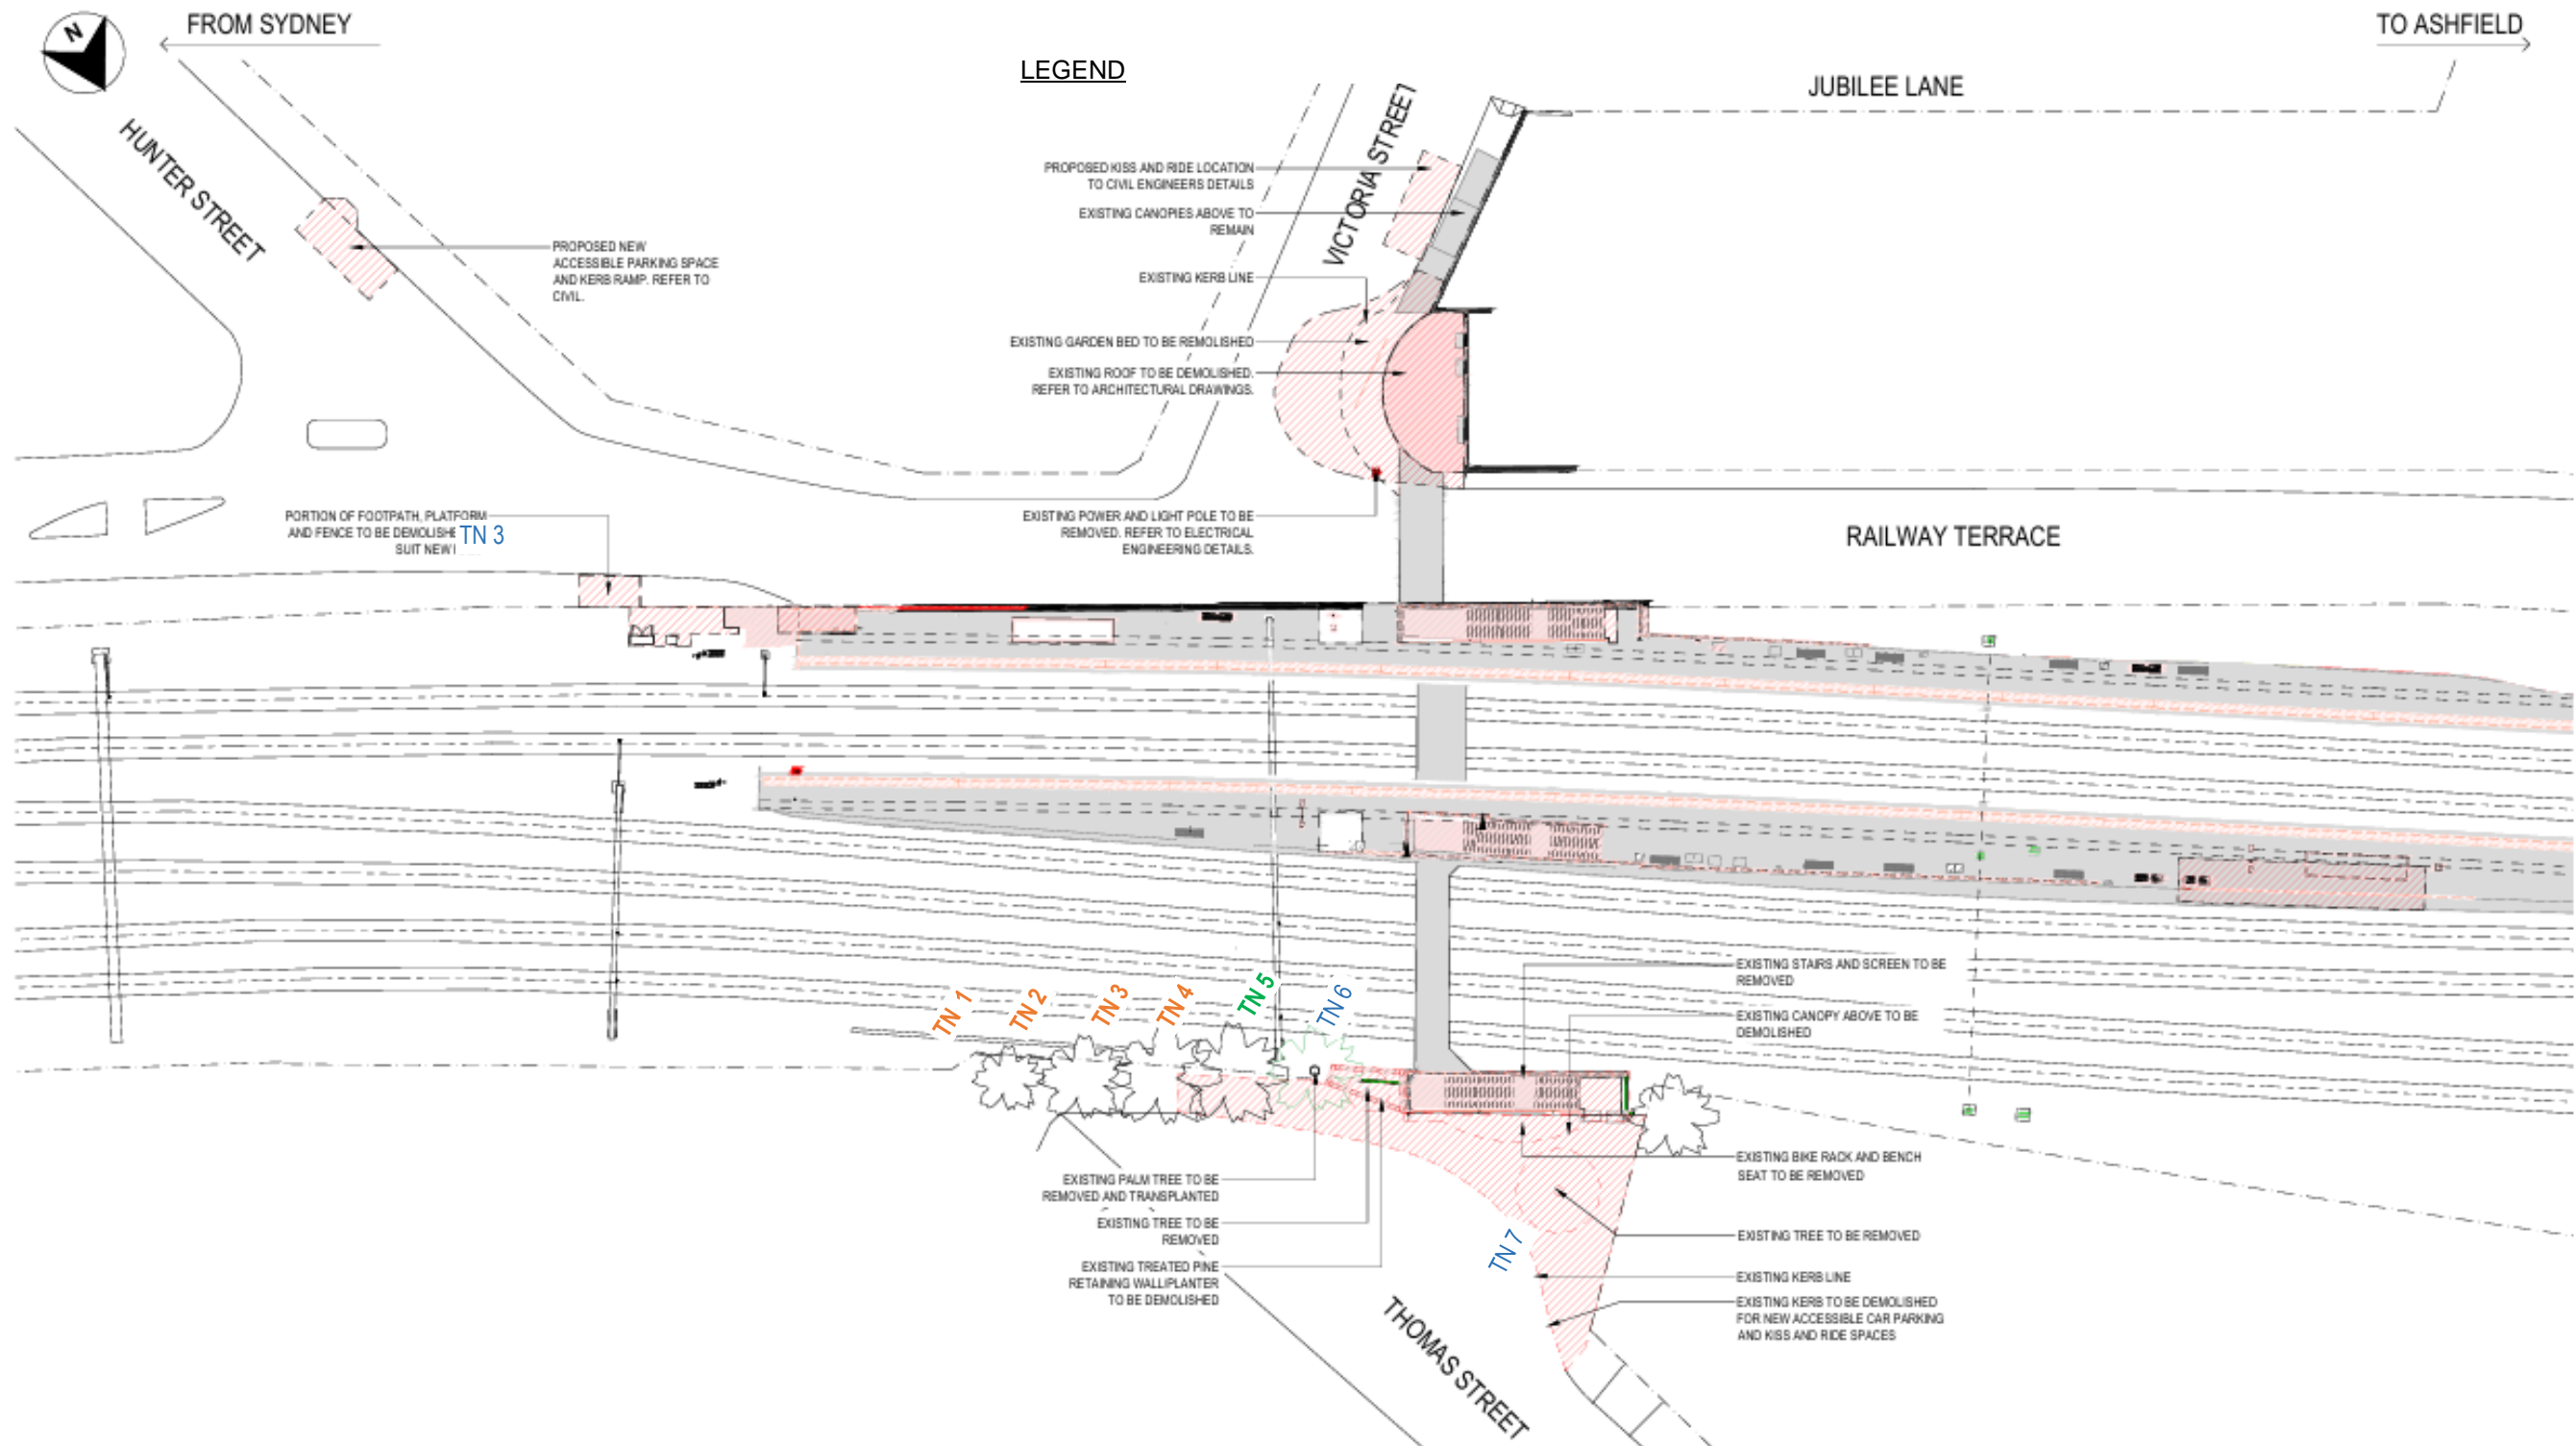 N
FROM SYDNEY
TO ASHFIELD
LEGEND
JUBILEE LANE
HUNTER STREET
VICTORIA STREET
PROPOSED KISS AND RIDE LOCATION
TO CIVIL ENGINEERS DETAILS
EXISTING CANOPIES ABOVE TO
REMAIN
PROPOSED NEW
ACCESSIBLE PARKING SPACE
AND KERB RAMP. REFER TO
CIVIL.
EXISTING KERB LINE
EXISTING GARDEN BED TO BE REMOLISHED
EXISTING ROOF TO BE DEMOLISHED.
REFER TO ARCHITECTURAL DRAWINGS.
PORTION OF FOOTPATH, PLATFORM
AND FENCE TO BE DEMOLISHE
SUIT NEW
TN 3
EXISTING POWER AND LIGHT POLE TO BE
REMOVED. REFER TO ELECTRICAL
ENGINEERING DETAILS.
RAILWAY TERRACE
TN 1
TN 2
TN 3
TN 4
TN 5
TN 6
EXISTING STAIRS AND SCREEN TO BE
REMOVED
EXISTING CANOPY ABOVE TO BE
DEMOLISHED
EXISTING PALM TREE TO BE
REMOVED AND TRANSPLANTED
EXISTING TREE TO BE
REMOVED
EXISTING TREATED PINE
RETAINING WALL\PLANTER
TO BE DEMOLISHED
EXISTING BIKE RACK AND BENCH
SEAT TO BE REMOVED
EXISTING TREE TO BE REMOVED
TN 7
EXISTING KERB LINE
EXISTING KERB TO BE DEMOLISHED
FOR NEW ACCESSIBLE CAR PARKING
AND KISS AND RIDE SPACES
THOMAS STREET